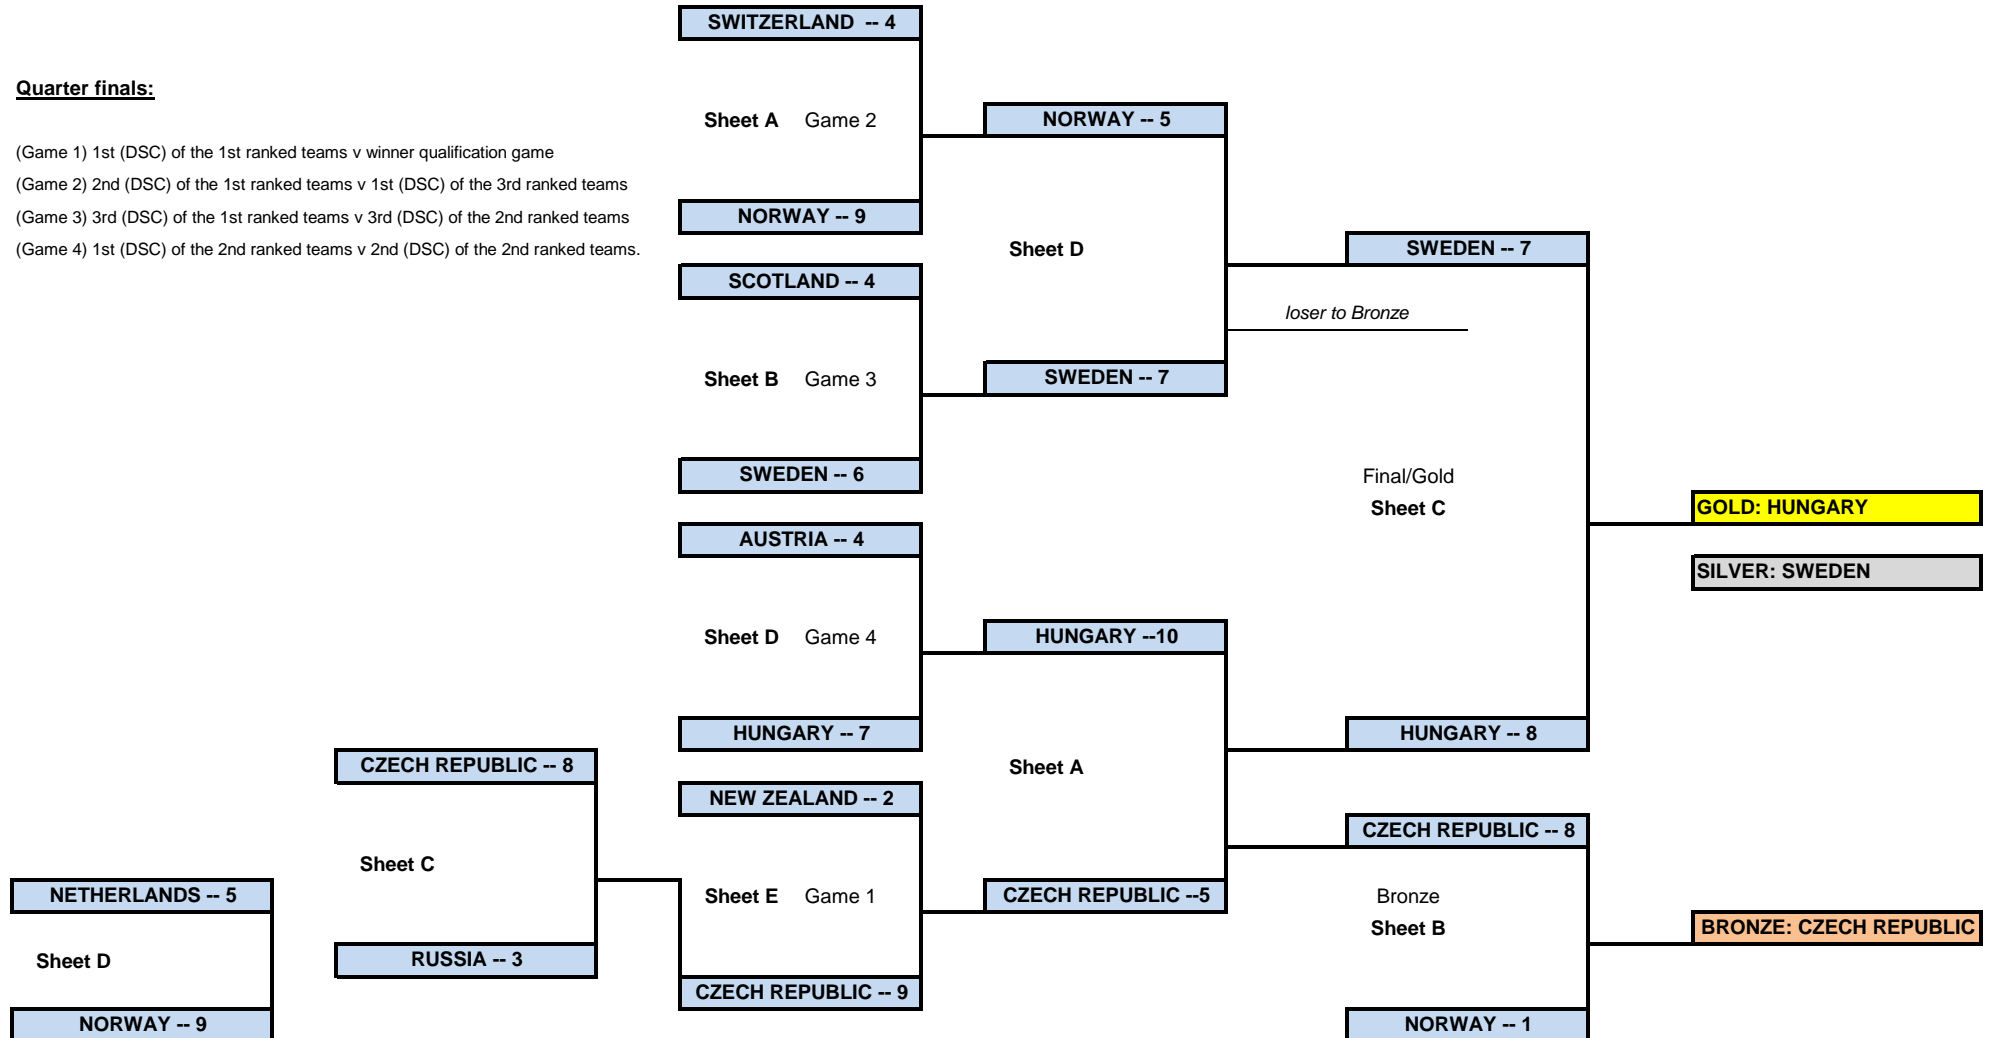 SWITZERLAND -- 4
Quarter finals:
Sheet A Game 2
NORWAY -- 5
(Game 1) 1st (DSC) of the 1st ranked teams v winner qualification game
(Game 2) 2nd (DSC) of the 1st ranked teams v 1st (DSC) of the 3rd ranked teams
(Game 3) 3rd (DSC) of the 1st ranked teams v 3rd (DSC) of the 2nd ranked teams
(Game 4) 1st (DSC) of the 2nd ranked teams v 2nd (DSC) of the 2nd ranked teams.
NORWAY -- 9
Sheet D
SWEDEN -- 7
SCOTLAND -- 4
loser to Bronze
Sheet B Game 3
SWEDEN -- 7
SWEDEN -- 6
Final/Gold
Sheet C
GOLD: HUNGARY
AUSTRIA -- 4
SILVER: SWEDEN
Sheet D Game 4
HUNGARY --10
HUNGARY -- 7
HUNGARY -- 8
CZECH REPUBLIC -- 8
Sheet A
NEW ZEALAND -- 2
CZECH REPUBLIC -- 8
Sheet C
NETHERLANDS -- 5
Sheet E Game 1
CZECH REPUBLIC --5
Bronze
Sheet B
BRONZE: CZECH REPUBLIC
Sheet D
RUSSIA -- 3
CZECH REPUBLIC -- 9
NORWAY -- 9
NORWAY -- 1